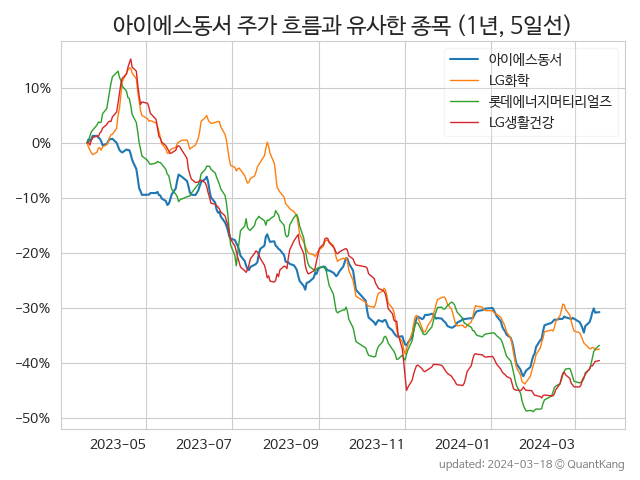 아이에스동서 주가 흐름과 유사한 종목 (1년, 5일선)
아이에스동서
LG화학
롯데에너지머티리얼즈
LG생활건강
10%
0%
−10%
−20%
−30%
−40%
−50%
2023-05 2023-07 2023-09 2023-11 2024-01 2024-03
updated: 2024-03-18 © QuantKang